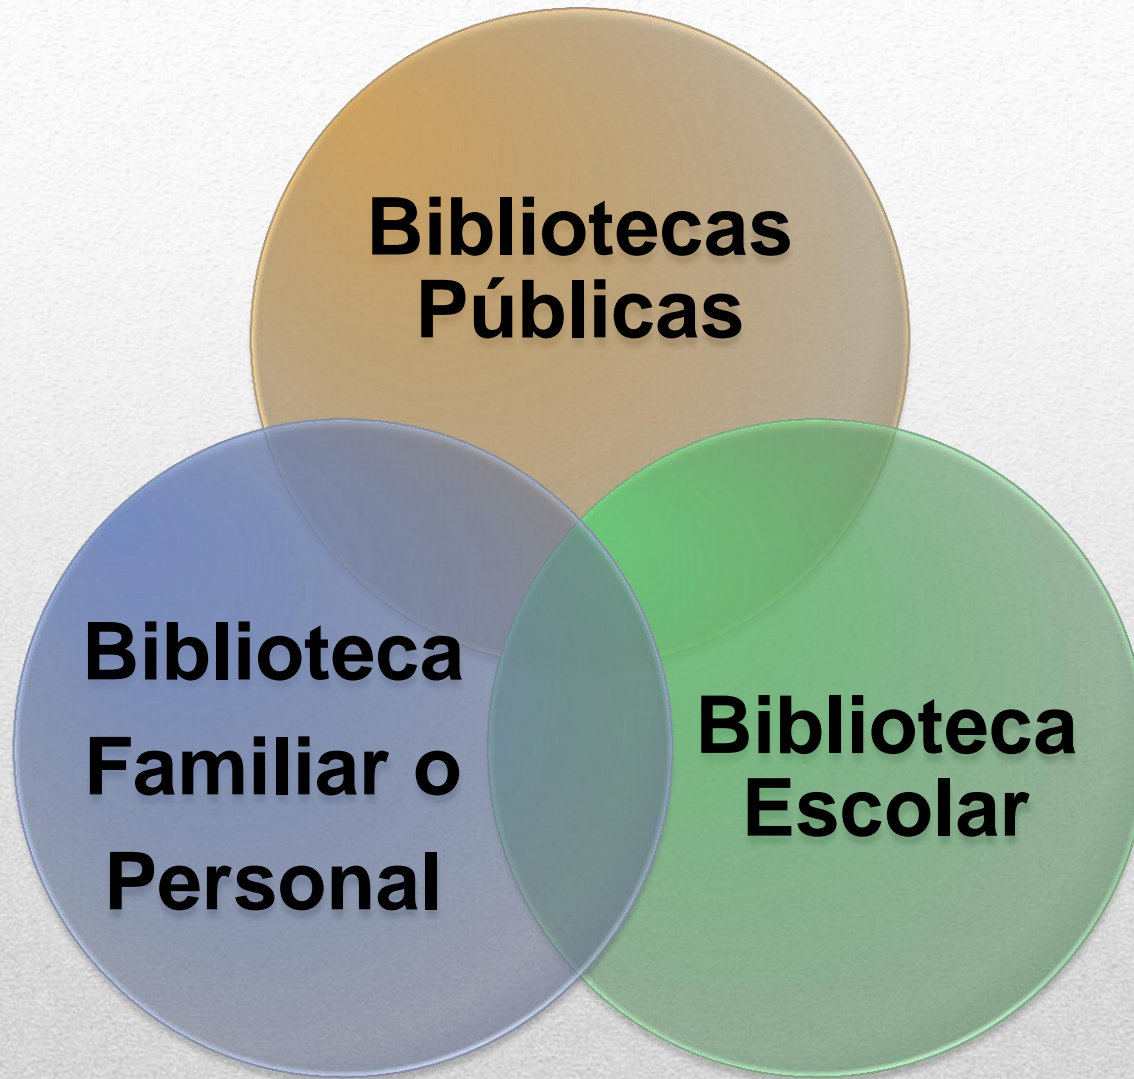 Bibliotecas
Públicas
Biblioteca
Familiar o
Personal
Biblioteca
Escolar